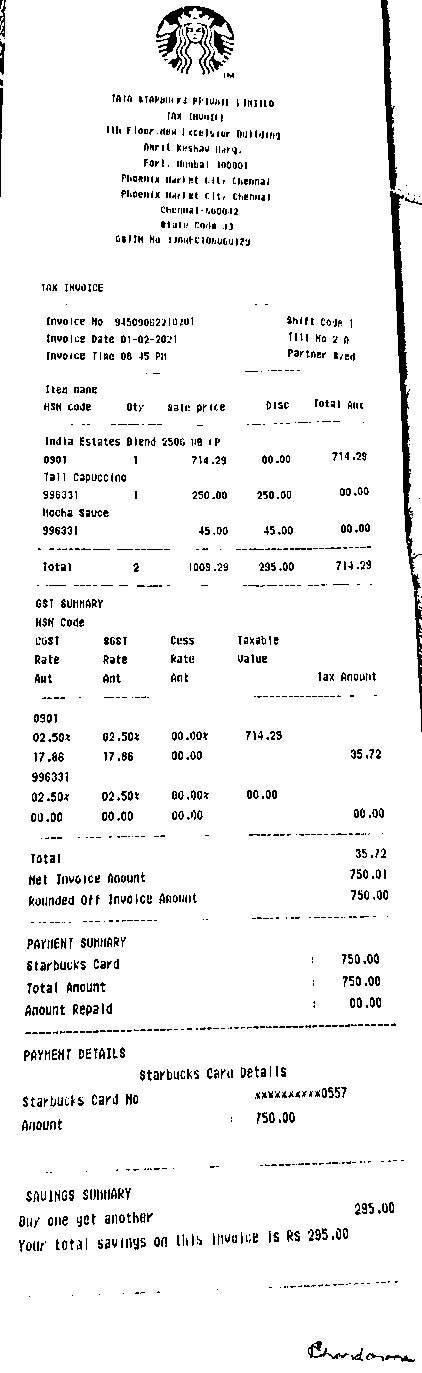 TM
TATA STARBUCKS PRIVATE LIMITED
TAX INVOICE
Floor, New Excelsior Building
Amrit Keshav Marg,
Fort, Mumbai
Phoenix Market City Chennai
Phoenix Market City Chennai
Chennai-600042
State Code 33
GSTIN No
TAX INVOICE
Invoice No
Shift Code 1
Invoice Date 01-02-2021
Till No 2 A
Invoice Time 08 45 PM
Partner
Item name
HSN code Qty Sale price Disc Total Amt
India Estates Blend 250G
0901 1 714.29 00.00 714.29
Tall Capuccino
996331 1 250.00 250.00 00.00
Mocha Sauce
996331 45.00 45.00 00.00
Total 2 1009.29 295.00 714.29
GST SUMMARY
HSN Code
CGST SGST Cess Taxable
Rate Rate Rate Value
Amt Amt Amt Tax Amount
0901
02.50% 02.50% 00.00% 714.29
17.86 17.86 00.00 35.72
996331
02.50% 02.50% 00.00% 00.00
00.00 00.00 00.00 00.00
Total 35.72
Net Invoice Amount 750.01
Rounded Off Invoice Amount 750.00
PAYMENT SUMMARY
Starbucks Card : 750.00
Total Amount : 750.00
Amount Repaid : 00.00
PAYMENT DETAILS
Starbucks Card Details
Starbucks Card No xxxxxxxxxx0557
Amount : 750.00
SAVINGS SUMMARY
Buy one get another 295.00
Your total savings on this invoice is RS 295.00